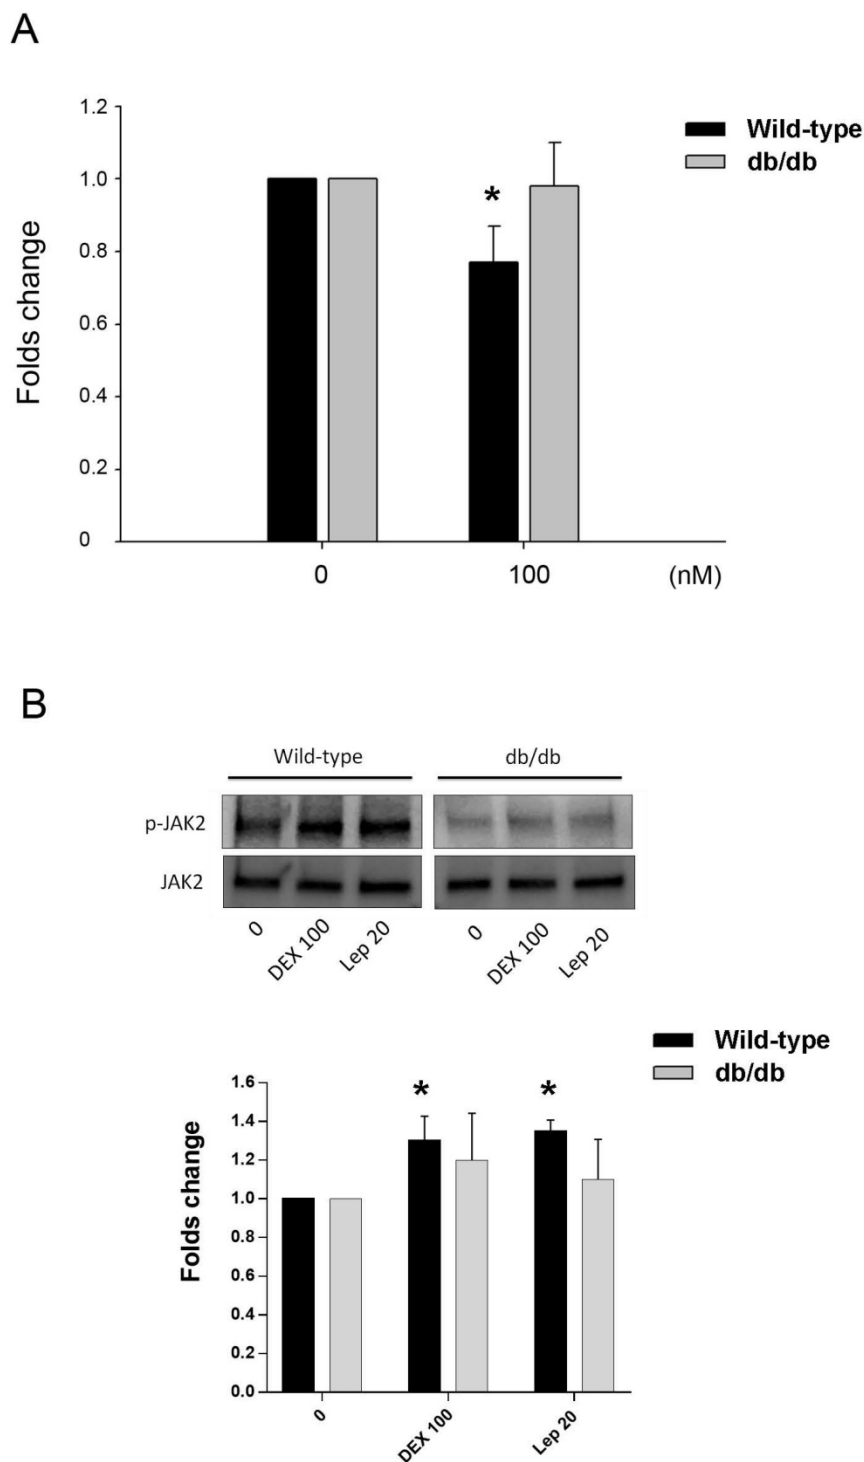 A
1.2
1.0
0.8
0.6
0.4
0.2
0
Folds change
Wild-type
db/db
*
0 100 (nM)
B
Wild-type db/db
p-JAK2
JAK2
0 DEX 100 Lep 20 0 DEX 100 Lep 20
Wild-type
db/db
1.6
1.4
1.2
1.0
0.8
0.6
0.4
0.2
0.0
Folds change
* *
0 DEX 100 Lep 20